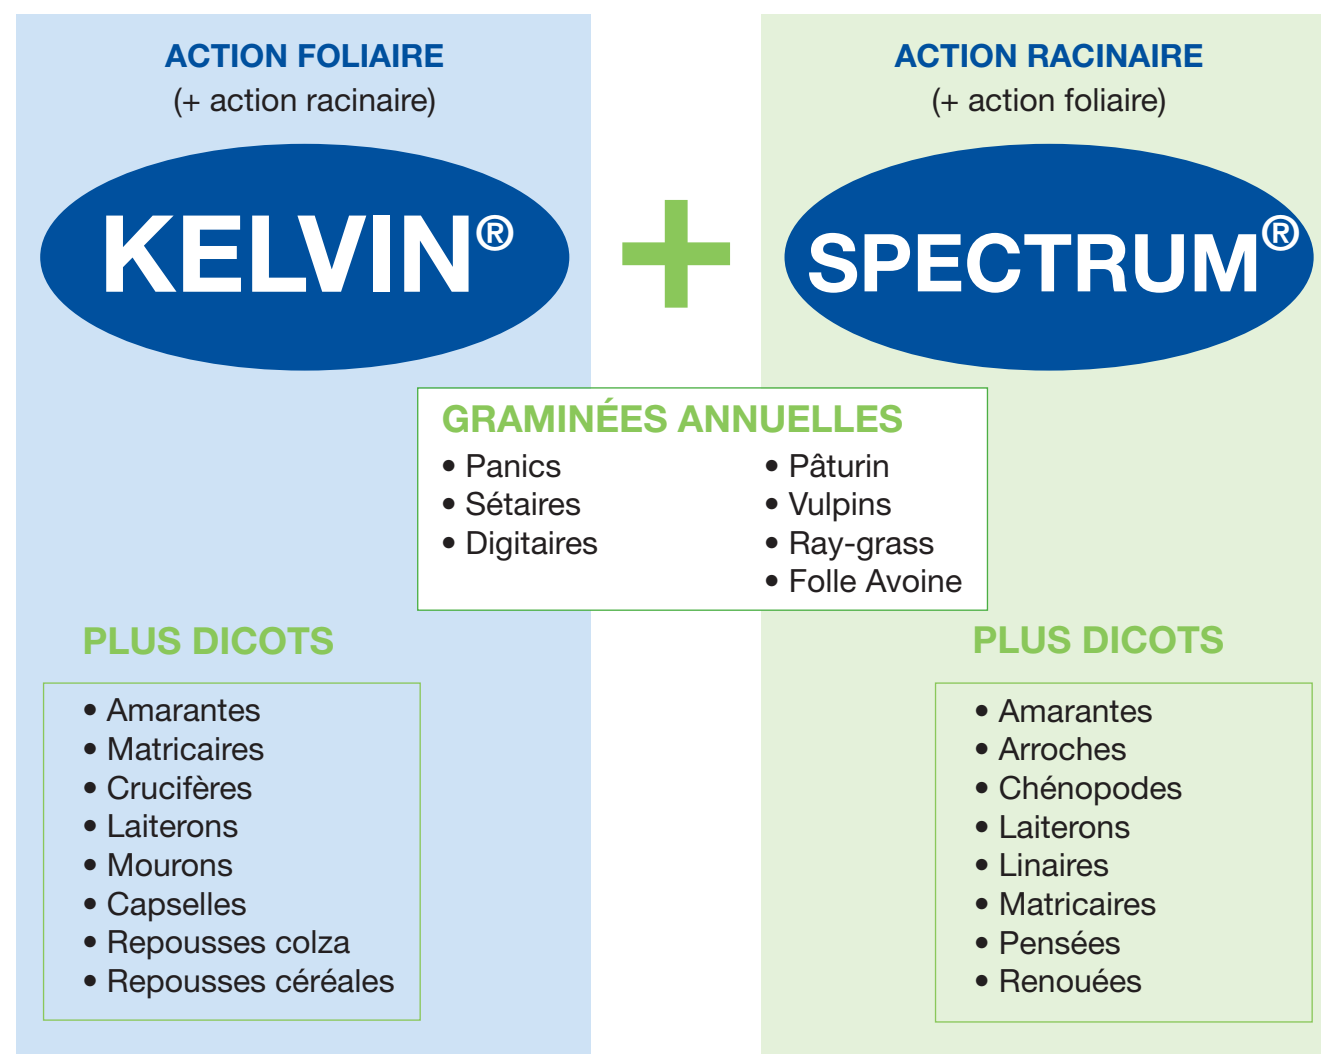 ACTION FOLIAIRE
(+ action racinaire)
KELVIN®
+
ACTION RACINAIRE
(+ action foliaire)
SPECTRUM®
GRAMINÉES ANNUELLES
• Panics
• Sétaires
• Digitaires
• Pâturin
• Vulpins
• Ray-grass
• Folle Avoine
PLUS DICOTS
• Amarantes
• Matricaires
• Crucifères
• Laiterons
• Mourons
• Capselles
• Repousses colza
• Repousses céréales
PLUS DICOTS
• Amarantes
• Arroches
• Chénopodes
• Laiterons
• Linaires
• Matricaires
• Pensées
• Renouées